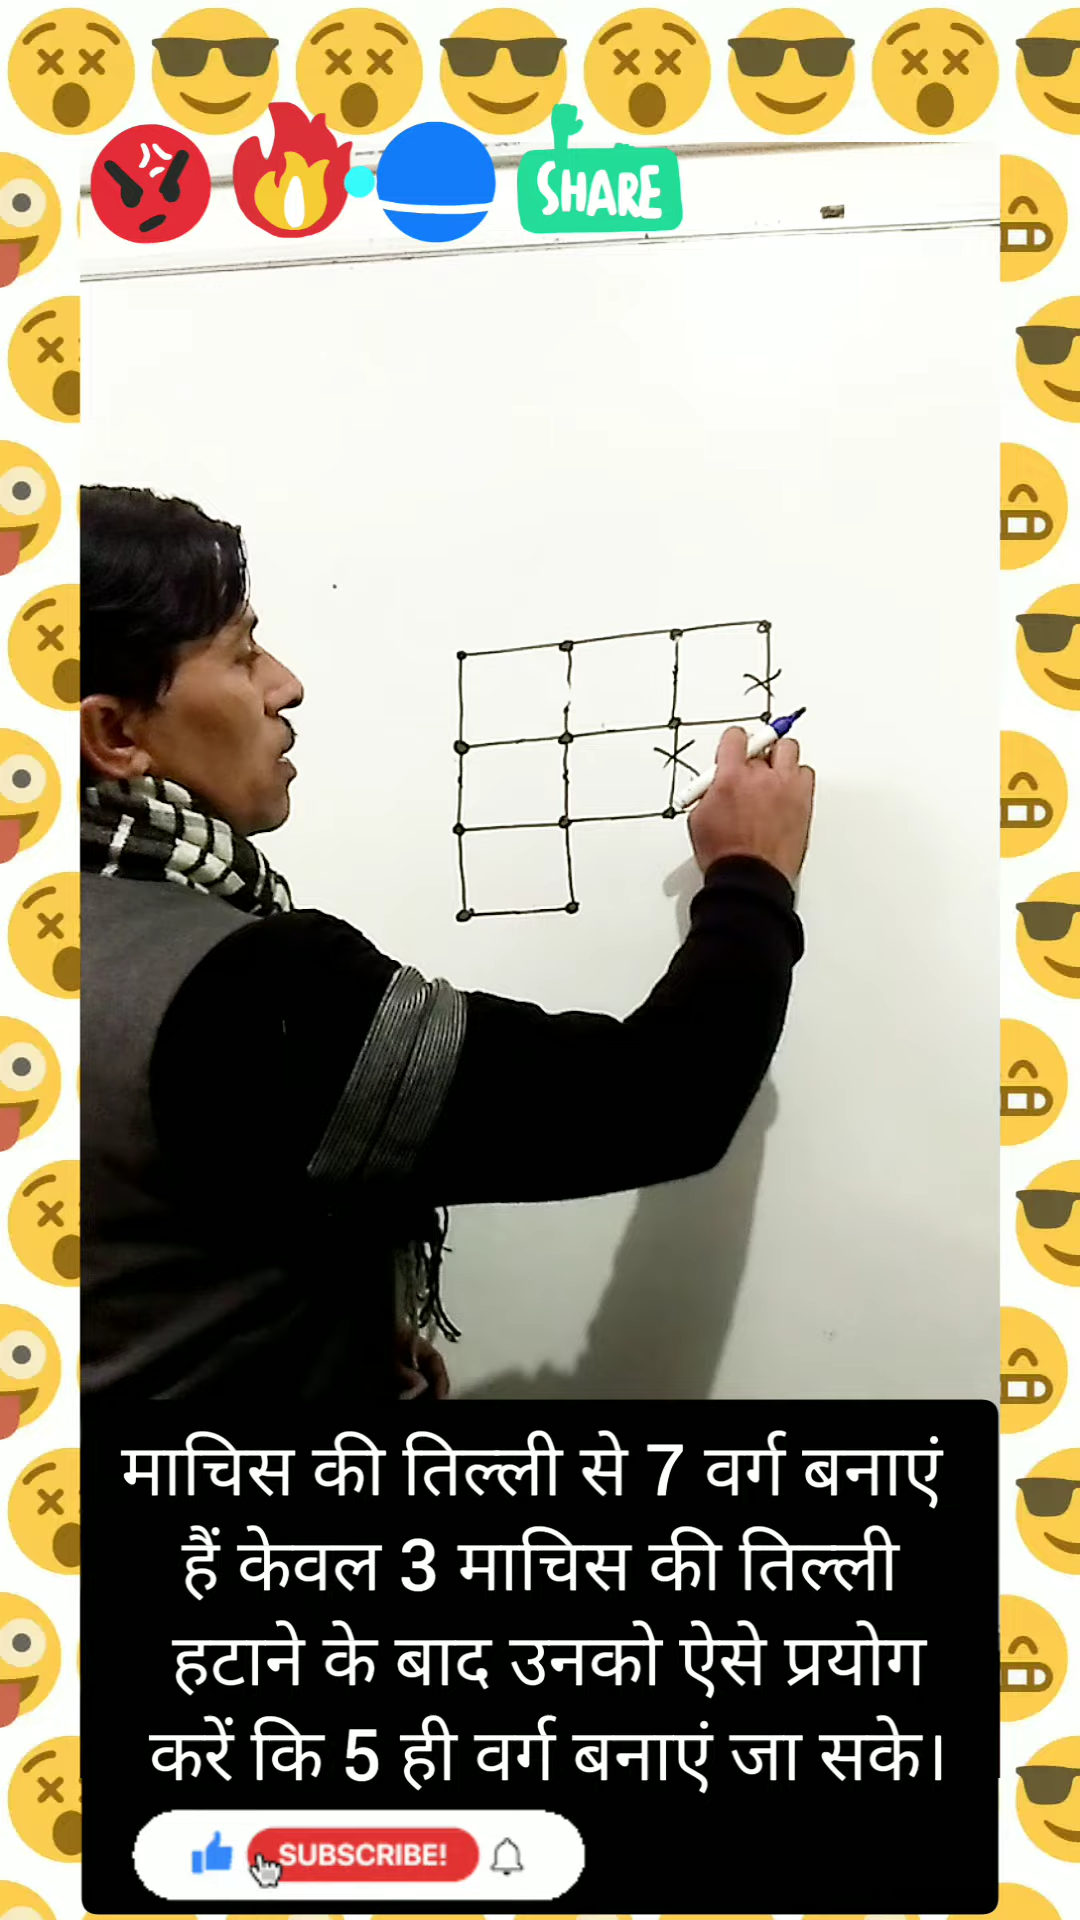 SHARE
माचिस की तिल्ली से 7 वर्ग बनाएं
हैं केवल 3 माचिस की तिल्ली
हटाने के बाद उनको ऐसे प्रयोग
करें कि 5 ही वर्ग बनाएं जा सके।
SUBSCRIBE!